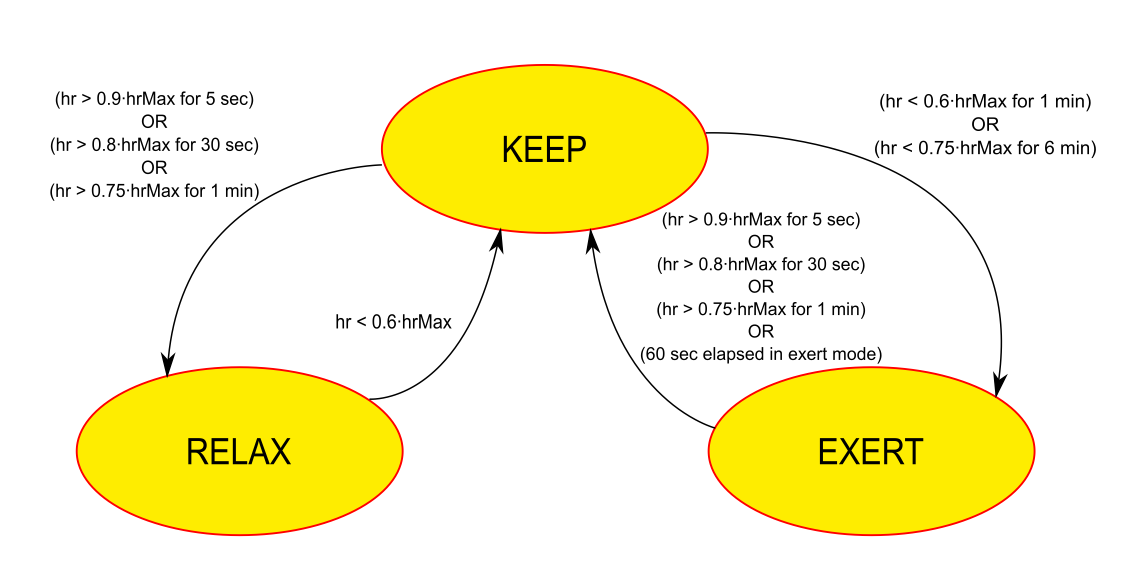 (hr > 0.9·hrMax for 5 sec)
OR
(hr > 0.8·hrMax for 30 sec)
OR
(hr > 0.75·hrMax for 1 min)
KEEP
(hr < 0.6·hrMax for 1 min)
OR
(hr < 0.75·hrMax for 6 min)
(hr > 0.9·hrMax for 5 sec)
OR
(hr > 0.8·hrMax for 30 sec)
OR
(hr > 0.75·hrMax for 1 min)
OR
(60 sec elapsed in exert mode)
hr < 0.6·hrMax
RELAX
EXERT